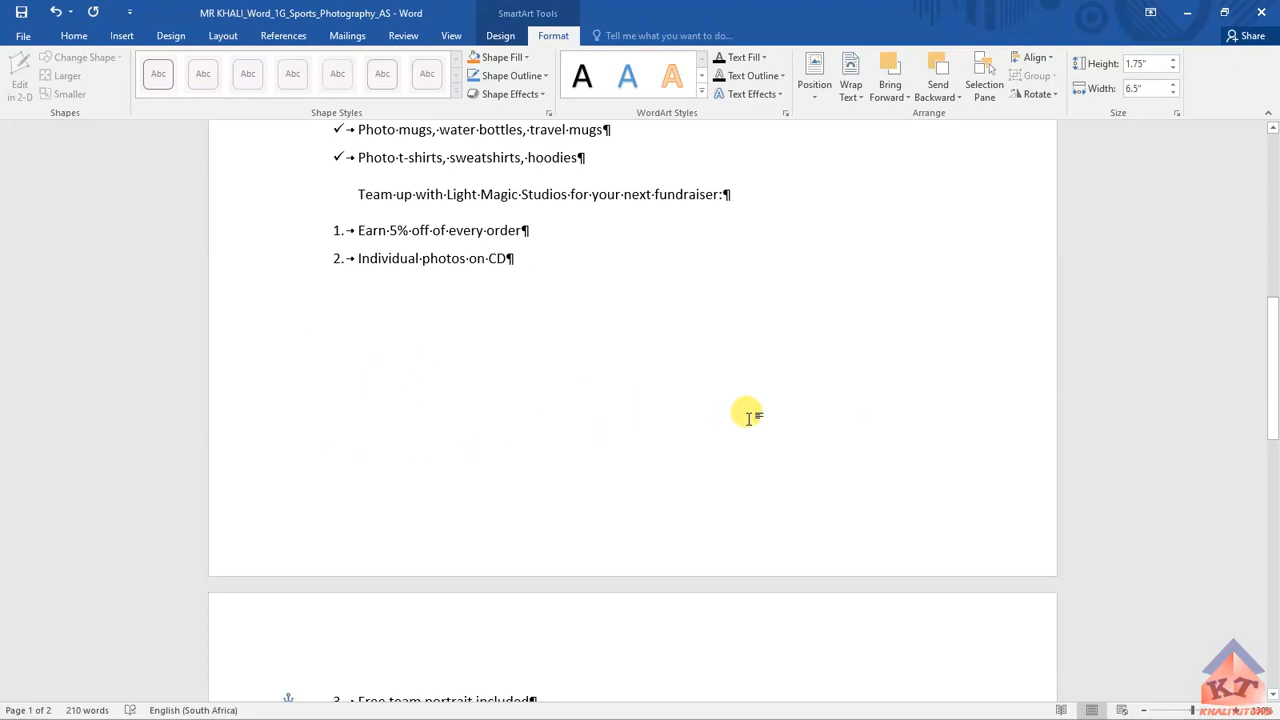 MR KHALI_Word_1G_Sports_Photography_AS - Word
SmartArt Tools
File Home Insert Design Layout References Mailings Review View Design Format Tell me what you want to do... Share
Edit in 2-D
Change Shape
Larger
Smaller
Shapes
Abc Abc Abc Abc Abc Abc Abc
Shape Fill
Shape Outline
Shape Effects
Shape Styles
A A A
Text Fill
Text Outline
Text Effects
WordArt Styles
Position
Wrap Text
Bring Forward
Send Backward
Selection Pane
Align
Group
Rotate
Arrange
Height: 1.75"
Width: 6.5"
Size
✓→Photo·mugs,·water·bottles,·travel·mugs¶
✓→Photo·t-shirts,·sweatshirts,·hoodies¶
Team·up·with·Light·Magic·Studios·for·your·next·fundraiser:¶
1.→Earn·5%·off·of·every·order¶
2.→Individual·photos·on·CD¶
3.→Free·team·portrait·included¶
Page 1 of 2 210 words English (South Africa)
KT
KHALITUTORS